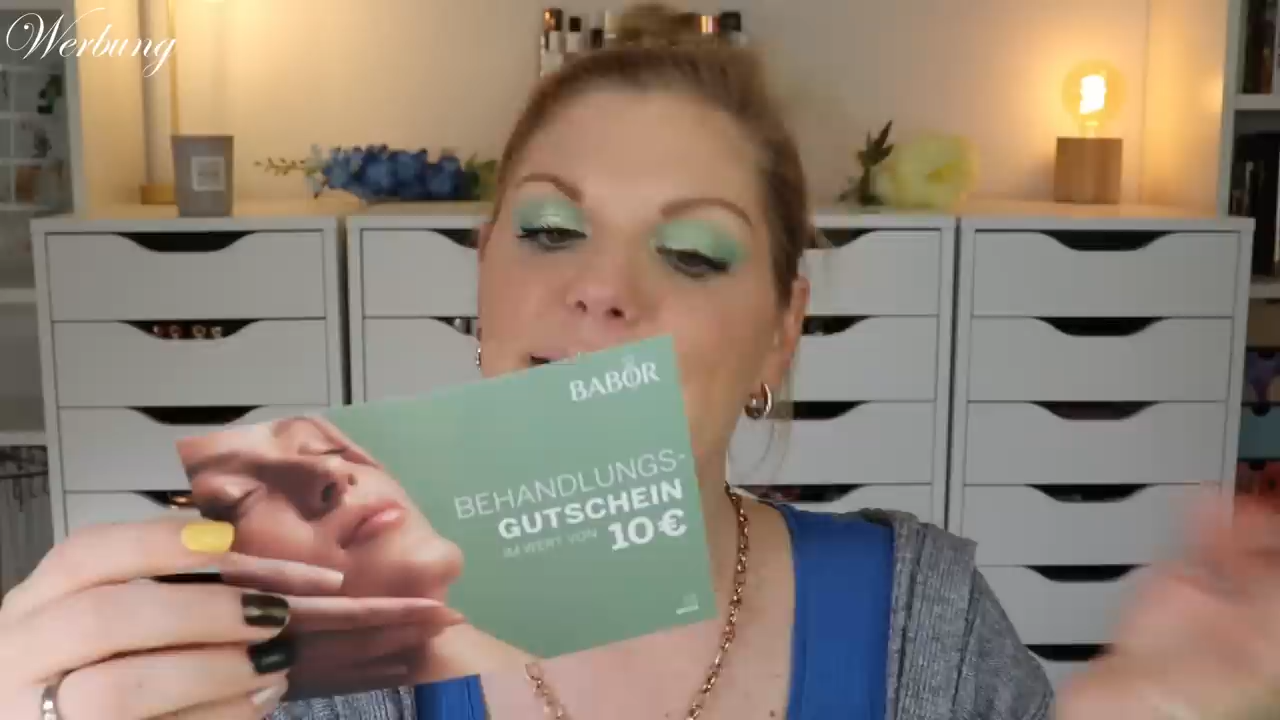 Werbung
BABOR
BEHANDLUNGS-
GUTSCHEIN
IM WERT VON 10€